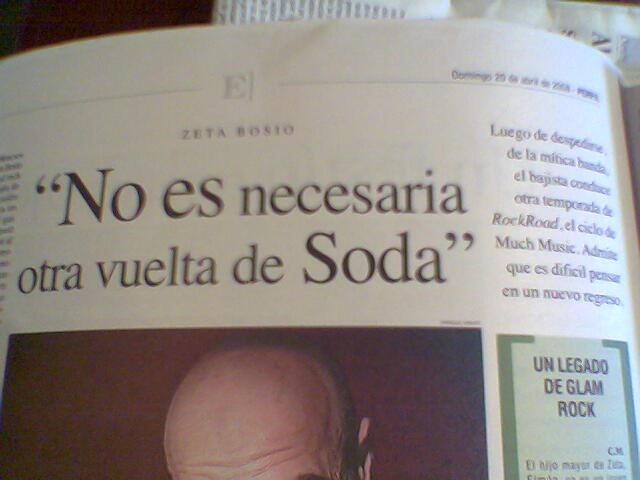 E
Domingo 20 de abril de 2008 - PERFIL
ZETA BOSIO
“No es necesaria
otra vuelta de Soda”
Luego de despedirse
de la mítica banda,
el bajista conduce
otra temporada de
RockRoad, el ciclo de
Much Music. Admite
que es difícil pensar
en un nuevo regreso.
UN LEGADO
DE GLAM
ROCK
C.M.
El hijo mayor de Zeta,